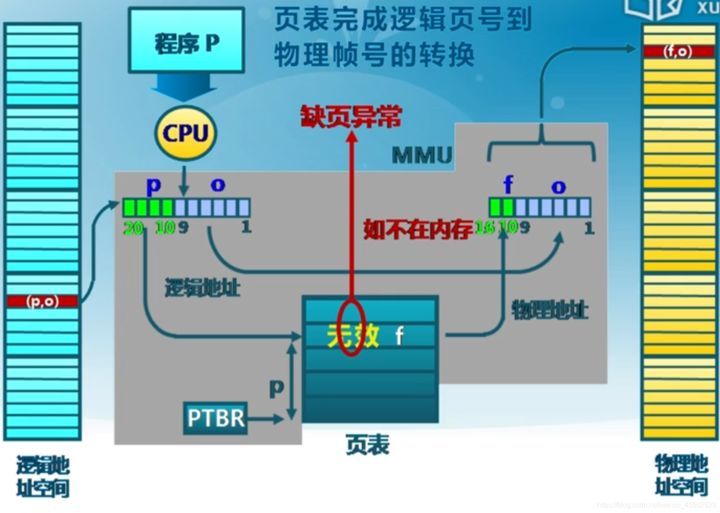 页表完成逻辑页号到
物理帧号的转换
xu
程序 P
CPU
缺页异常
MMU
(f,o)
p o
f o
20 10 9 1
如不在内存
16 10 9 1
(p,o)
逻辑地址
物理地址
无效 f
p
PTBR
页表
逻辑地
址空间
物理地
址空间